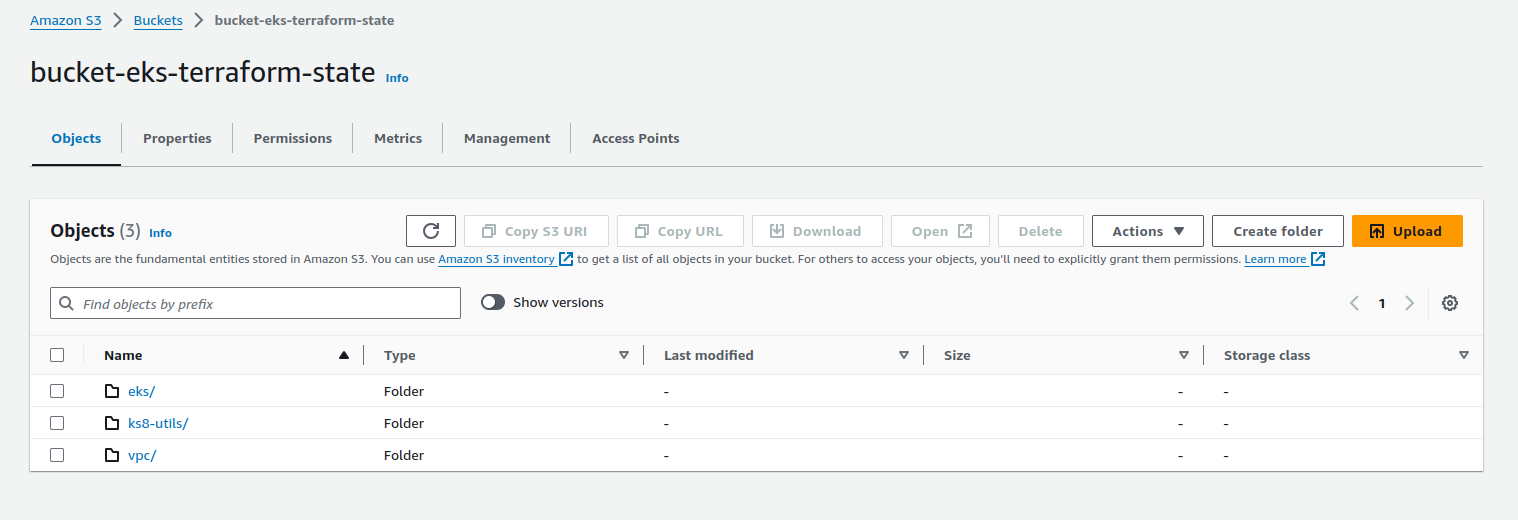 Amazon S3 > Buckets > bucket-eks-terraform-state
bucket-eks-terraform-state Info
Objects Properties Permissions Metrics Management Access Points
Objects (3) Info Copy S3 URI Copy URL Download Open Delete Actions Create folder Upload
Objects are the fundamental entities stored in Amazon S3. You can use Amazon S3 inventory to get a list of all objects in your bucket. For others to access your objects, you'll need to explicitly grant them permissions. Learn more
Find objects by prefix Show versions 1
Name Type Last modified Size Storage class
eks/ Folder - - -
ks8-utils/ Folder - - -
vpc/ Folder - - -